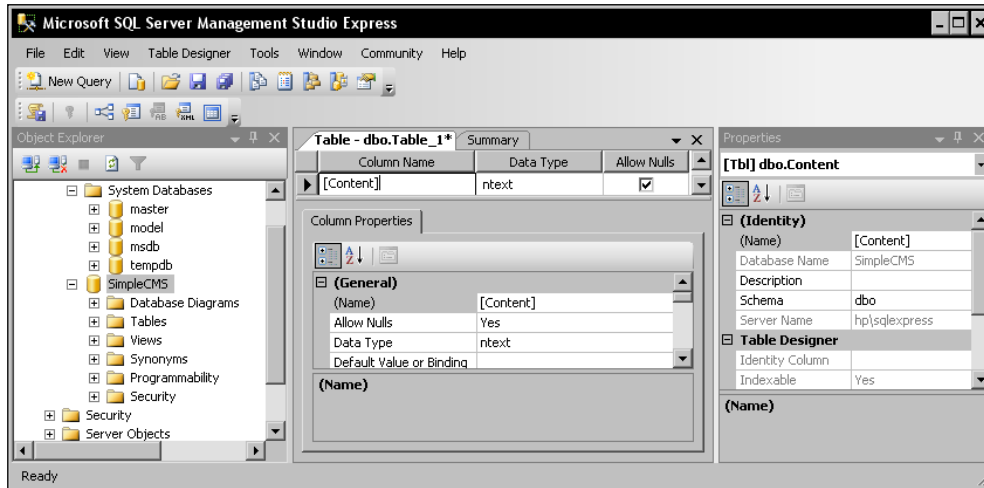 Microsoft SQL Server Management Studio Express
File Edit View Table Designer Tools Window Community Help
New Query
Object Explorer
System Databases
master
model
msdb
tempdb
SimpleCMS
Database Diagrams
Tables
Views
Synonyms
Programmability
Security
Security
Server Objects
Table - dbo.Table_1* Summary
Column Name Data Type Allow Nulls
[Content] ntext
Column Properties
(General)
(Name) [Content]
Allow Nulls Yes
Data Type ntext
Default Value or Binding
(Name)
Properties
[Tbl] dbo.Content
(Identity)
(Name) [Content]
Database Name SimpleCMS
Description
Schema dbo
Server Name hp\sqlexpress
Table Designer
Identity Column
Indexable Yes
(Name)
Ready